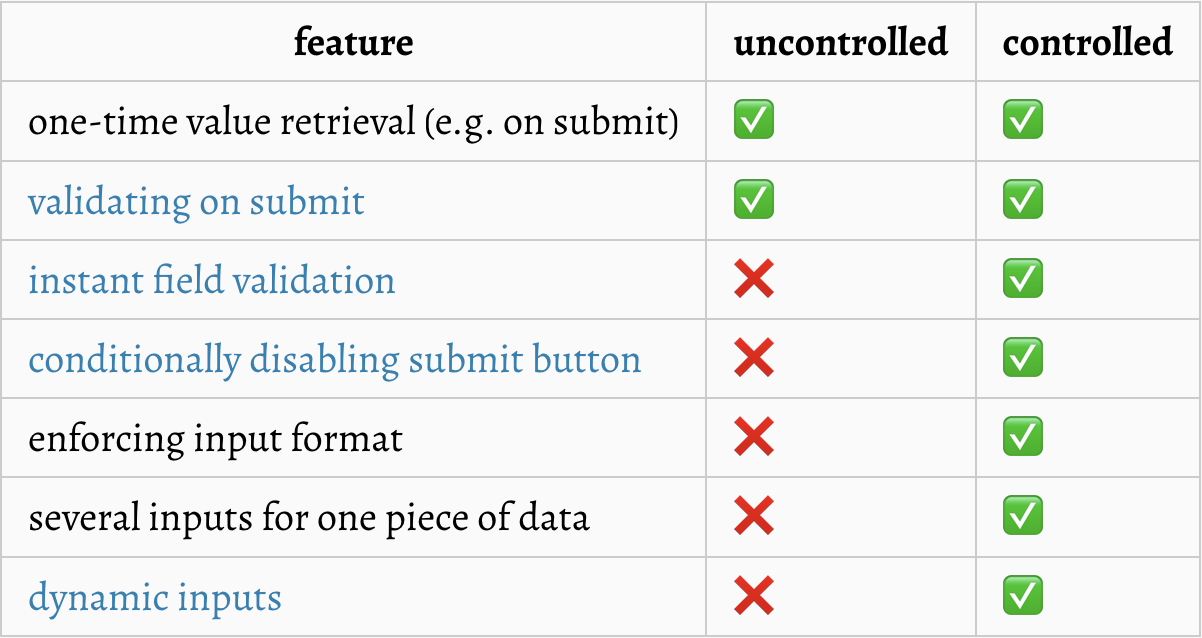 feature uncontrolled controlled
one-time value retrieval (e.g. on submit) ✅ ✅
validating on submit ✅ ✅
instant field validation ❌ ✅
conditionally disabling submit button ❌ ✅
enforcing input format ❌ ✅
several inputs for one piece of data ❌ ✅
dynamic inputs ❌ ✅